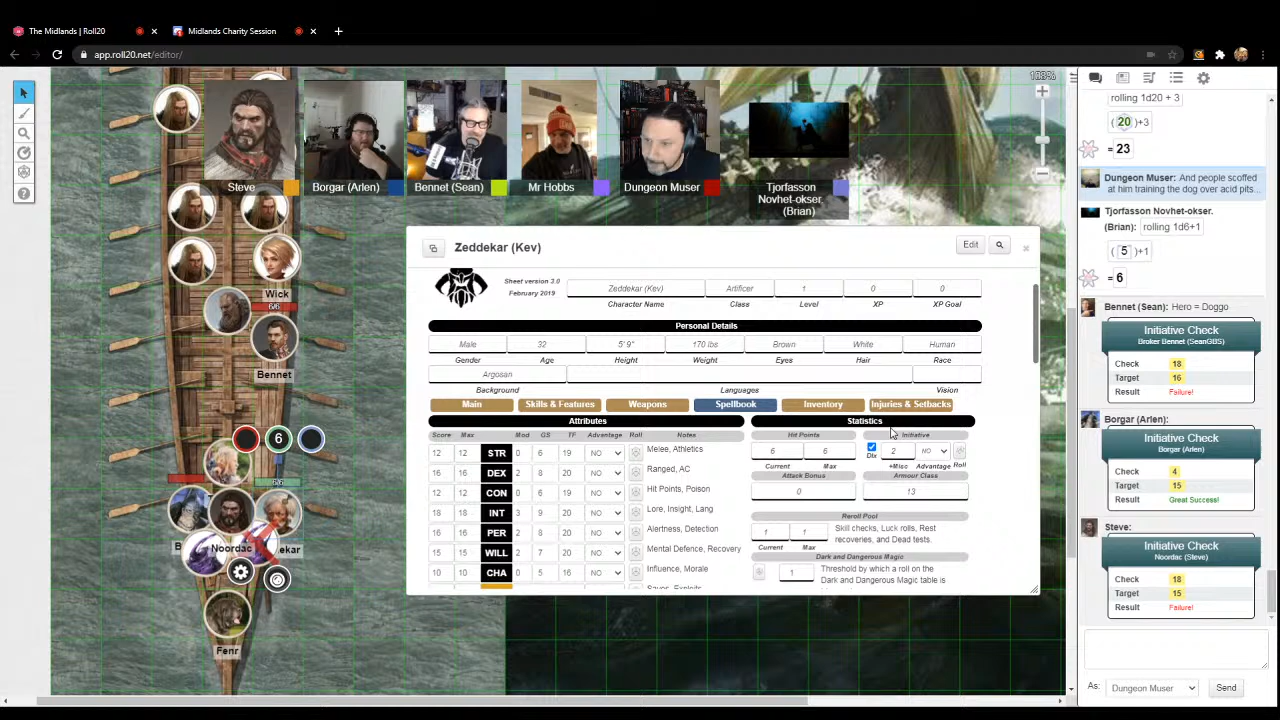 The Midlands | Roll20
Midlands Charity Session
app.roll20.net/editor/
103%
Steve
Borgar (Arlen)
Bennet (Sean)
Mr Hobbs
Dungeon Muser
Tjorfasson
Novhet-okser.
(Brian)
Wick
6/6
Bennet
6
6/6
B
Noordac
ekar
Fenr
Zeddekar (Kev)
Edit
Sheet version 3.0
February 2019
Zeddekar (Kev)
Artificer
1
0
0
Character Name
Class
Level
XP
XP Goal
Personal Details
Male
32
5' 9"
170 lbs
Brown
White
Human
Gender
Age
Height
Weight
Eyes
Hair
Race
Argosan
Background
Languages
Vision
Main
Skills & Features
Weapons
Spellbook
Inventory
Injuries & Setbacks
Attributes
Score Max Mod GS TF Advantage Roll Notes
12 12 STR 0 6 19 NO Melee, Athletics
16 16 DEX 2 8 20 NO Ranged, AC
12 12 CON 0 6 19 NO Hit Points, Poison
18 18 INT 3 9 20 NO Lore, Insight, Lang
16 16 PER 2 8 20 NO Alertness, Detection
15 15 WILL 2 7 20 NO Mental Defence, Recovery
10 10 CHA 0 5 16 NO Influence, Morale
Statistics
Hit Points
Initiative
6
6
Dix
2
NO
Current
Max
+Misc
Advantage
Roll
Attack Bonus
Armour Class
0
13
Reroll Pool
1
1
Skill checks, Luck rolls, Rest
recoveries, and Dead tests.
Current
Max
Dark and Dangerous Magic
1
Threshold by which a roll on the
Dark and Dangerous Magic table is
rolling 1d20 + 3
(20)+3
= 23
Dungeon Muser: And people scoffed
at him training the dog over acid pits...
Tjorfasson Novhet-okser.
(Brian): rolling 1d6+1
(5)+1
= 6
Bennet (Sean): Hero = Doggo
Initiative Check
Broker Bennet (SeanGBS)
Check 18
Target 16
Result Failure!
Borgar (Arlen):
Initiative Check
Borgar (Arlen)
Check 4
Target 15
Result Great Success!
Steve:
Initiative Check
Noordac (Steve)
Check 18
Target 15
Result Failure!
As:
Dungeon Muser
Send